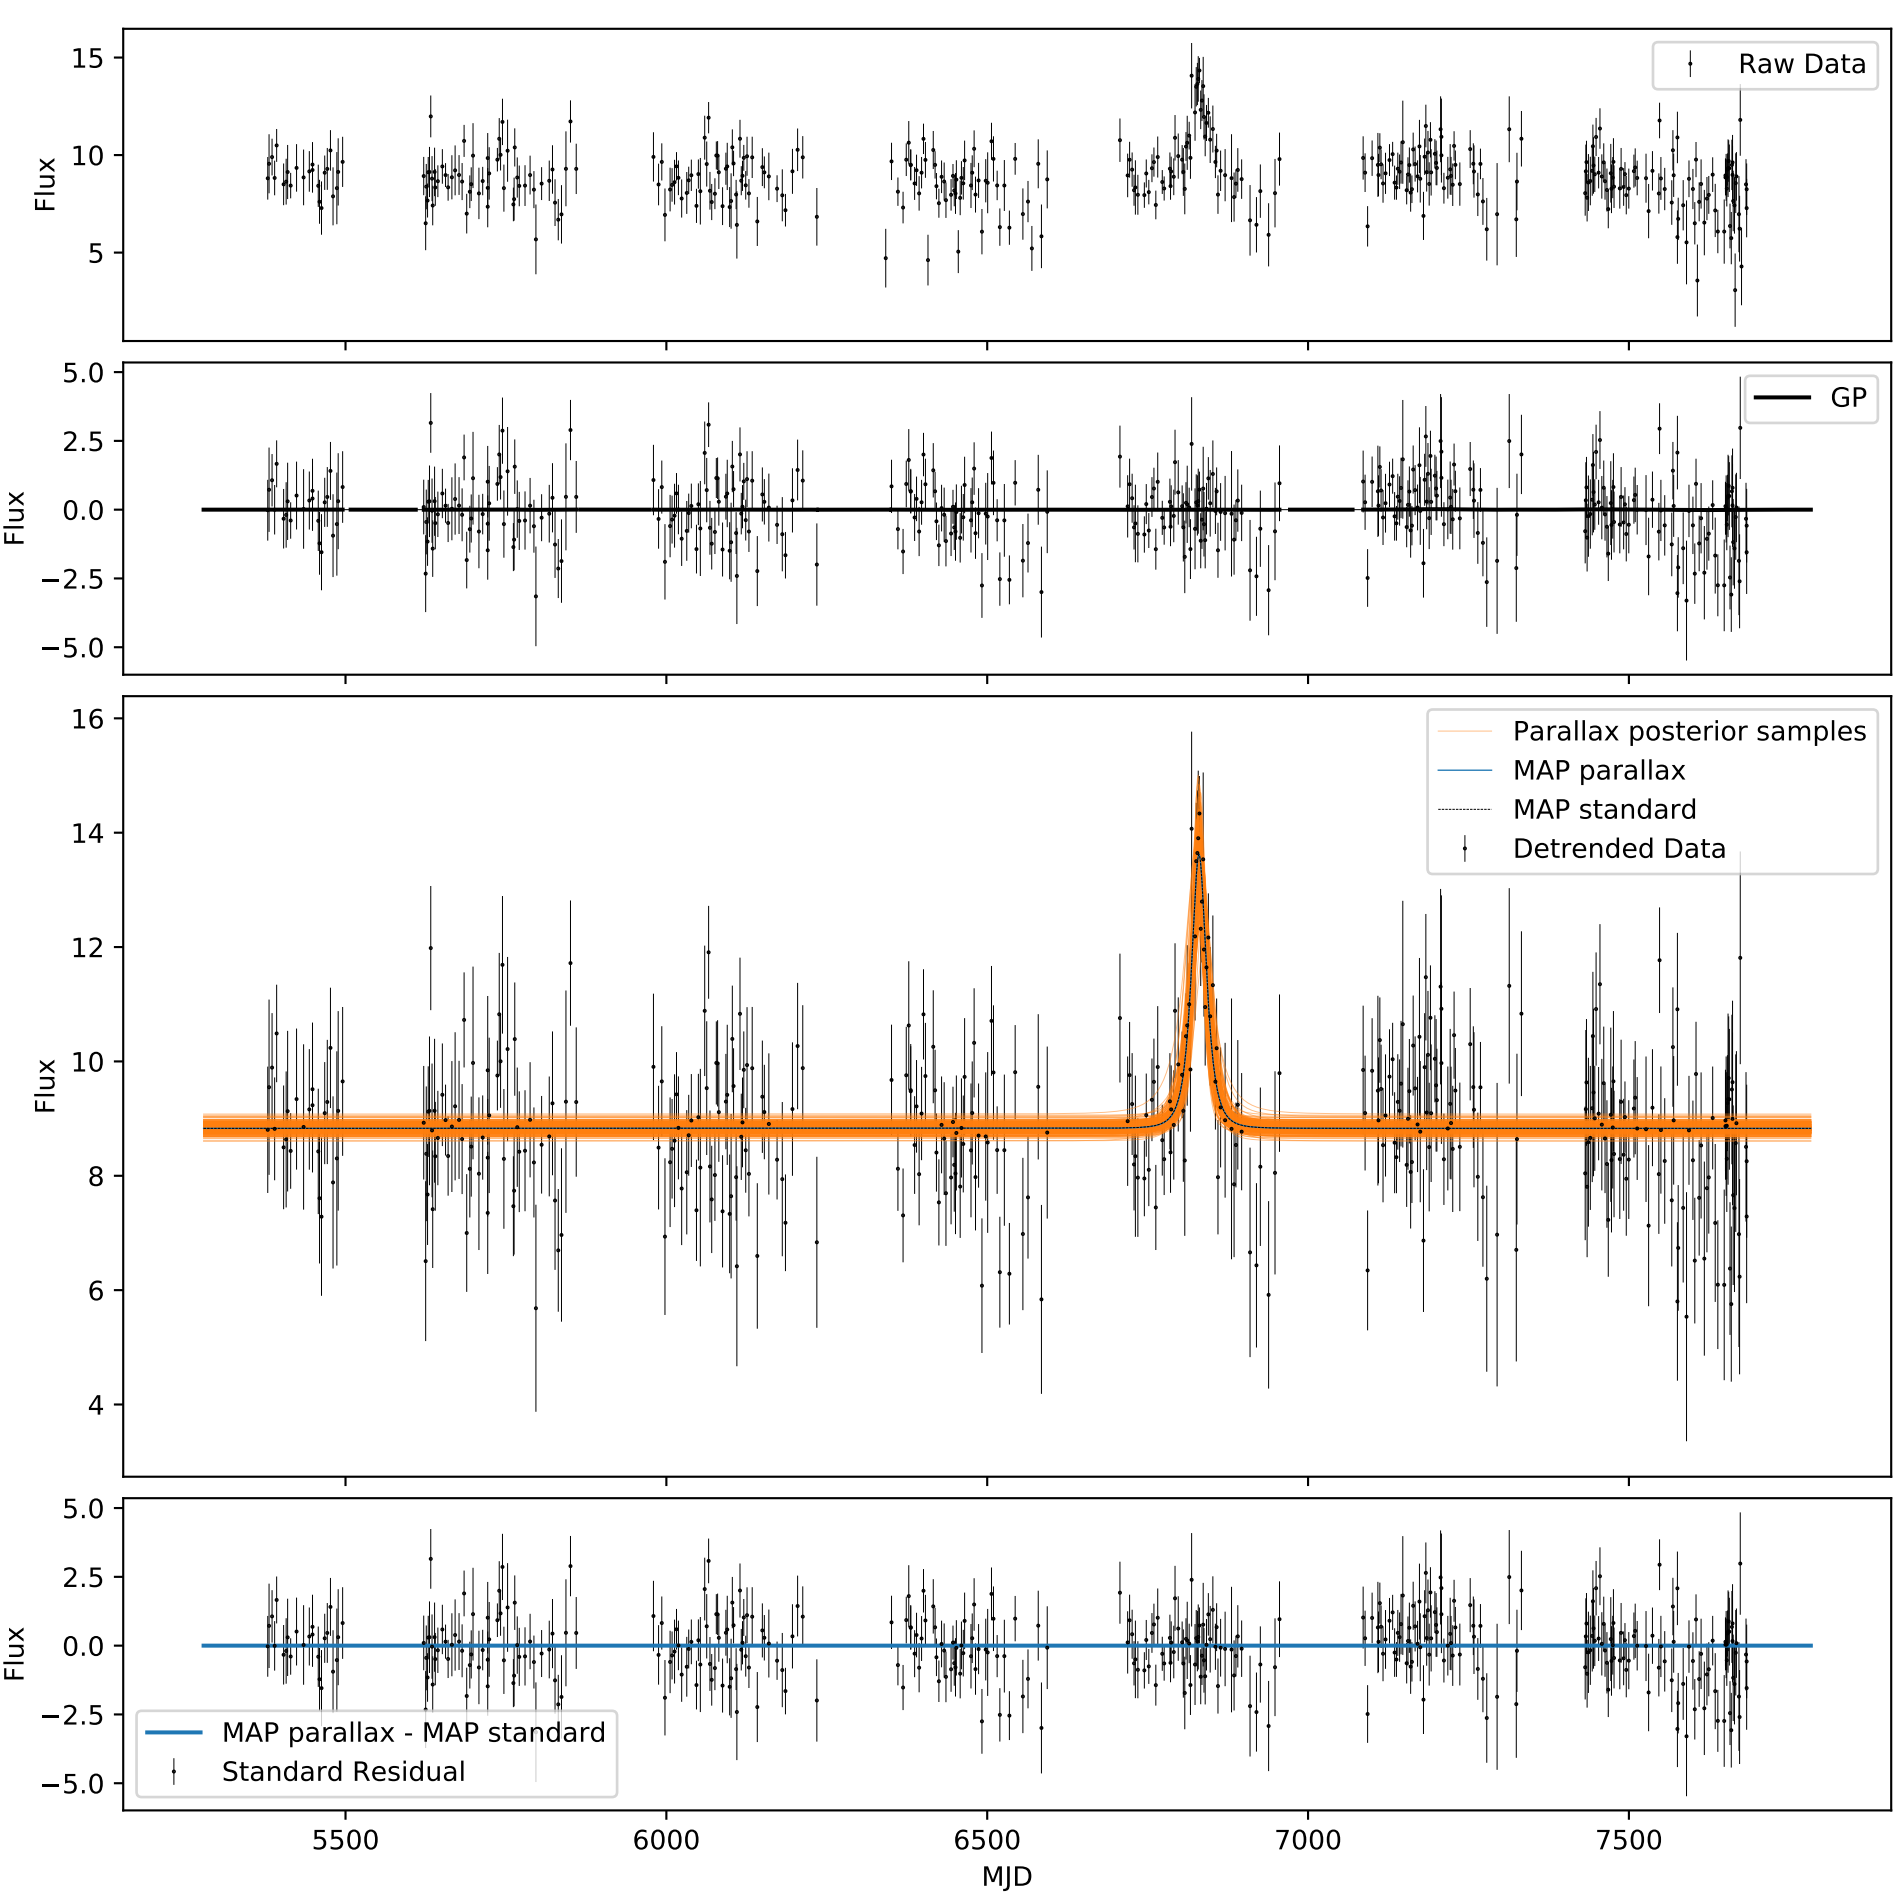 15
10
5
Flux
Raw Data
5.0
2.5
0.0
−2.5
−5.0
Flux
GP
16
14
12
10
8
6
4
Flux
Parallax posterior samples
MAP parallax
MAP standard
Detrended Data
5.0
2.5
0.0
−2.5
−5.0
Flux
MAP parallax - MAP standard
Standard Residual
5500 6000 6500 7000 7500
MJD